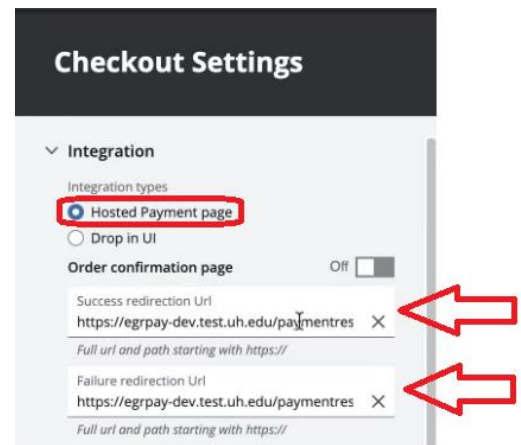 Checkout Settings
Integration
Integration types
Hosted Payment page
Drop in UI
Order confirmation page Off
Success redirection Url
https://egrpay-dev.test.uh.edu/paymentres
Full url and path starting with https://
Failure redirection Url
https://egrpay-dev.test.uh.edu/paymentres
Full url and path starting with https://